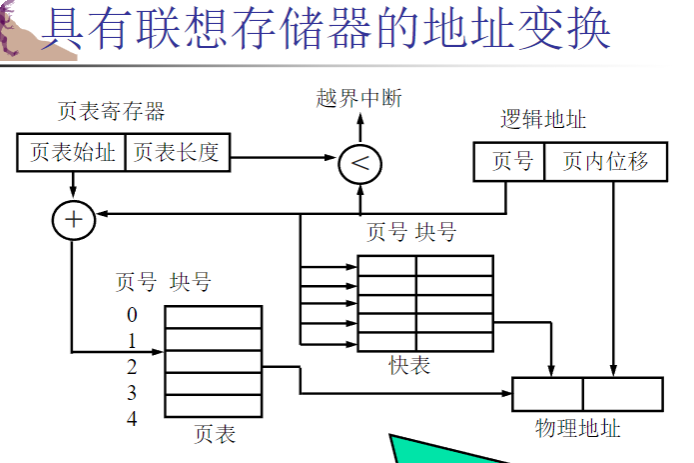 具有联想存储器的地址变换
越界中断
页表寄存器
逻辑地址
页表始址 页表长度
<
页号 页内位移
+
页号 块号
页号 块号
0
1
2
3
4
快表
页表
物理地址